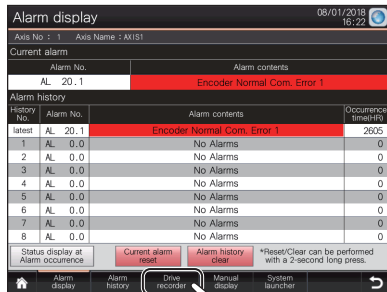 Alarm display
08/01/2018
16:22
Axis No : 1 Axis Name : AXIS1
Current alarm
Alarm No. Alarm contents
AL 20.1 Encoder Normal Com. Error 1
Alarm history
History No. Alarm No. Alarm contents Occurrence time(HR)
latest AL 20.1 Encoder Normal Com. Error 1 2605
1 AL 0.0 No Alarms 0
2 AL 0.0 No Alarms 0
3 AL 0.0 No Alarms 0
4 AL 0.0 No Alarms 0
5 AL 0.0 No Alarms 0
6 AL 0.0 No Alarms 0
7 AL 0.0 No Alarms 0
8 AL 0.0 No Alarms 0
Status display at Alarm occurrence
Current alarm reset
Alarm history clear
*Reset/Clear can be performed with a 2-second long press.
Alarm display
Alarm history
Drive recorder
Manual display
System launcher